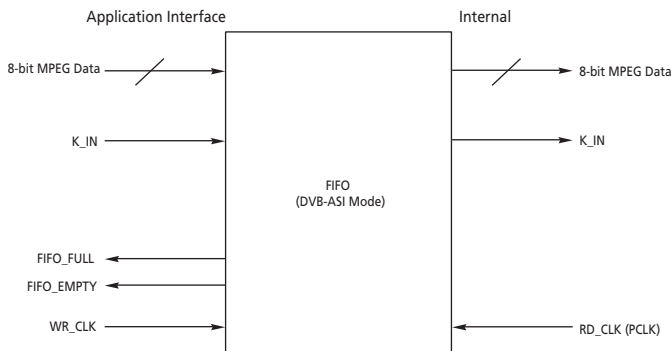 Application Interface
Internal
8-bit MPEG Data
8-bit MPEG Data
K_IN
K_IN
FIFO
(DVB-ASI Mode)
FIFO_FULL
FIFO_EMPTY
WR_CLK
RD_CLK (PCLK)